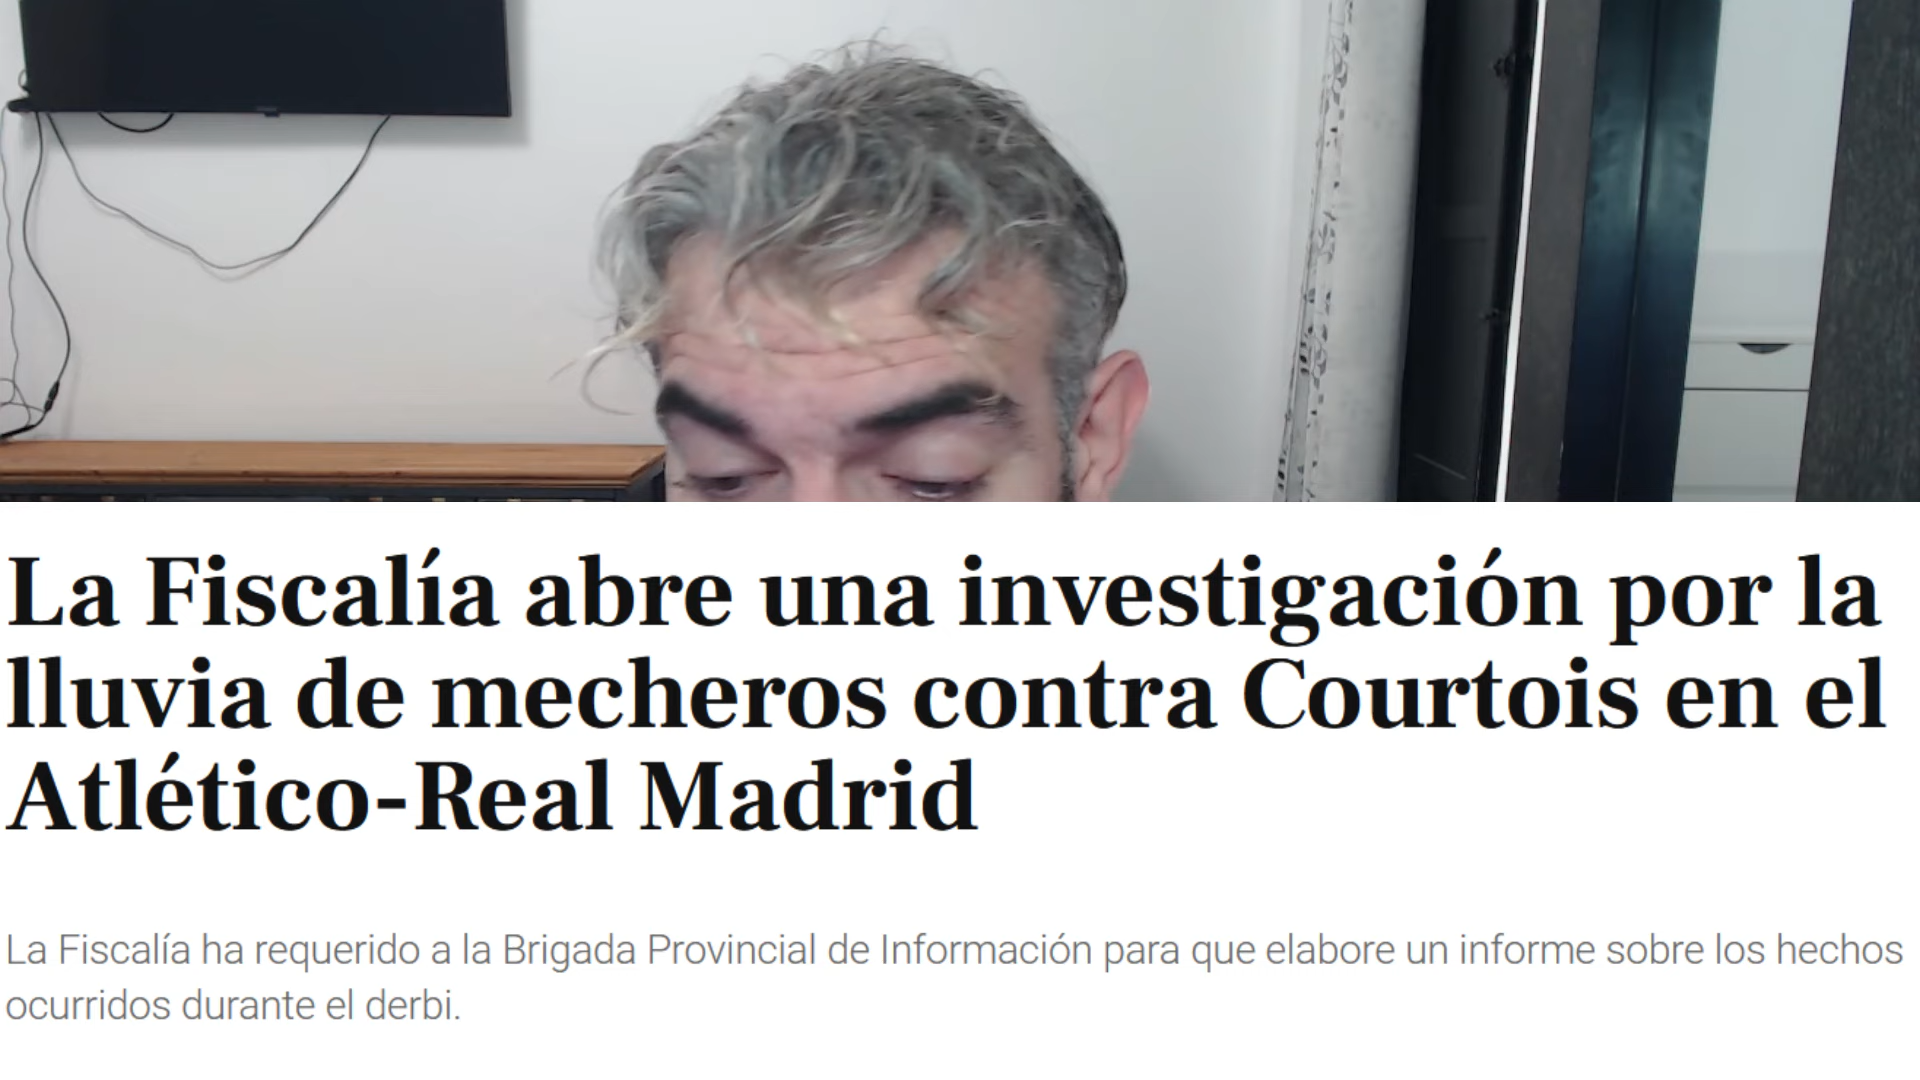 La Fiscalía abre una investigación por la
lluvia de mecheros contra Courtois en el
Atlético-Real Madrid
La Fiscalía ha requerido a la Brigada Provincial de Información para que elabore un informe sobre los hechos
ocurridos durante el derbi.